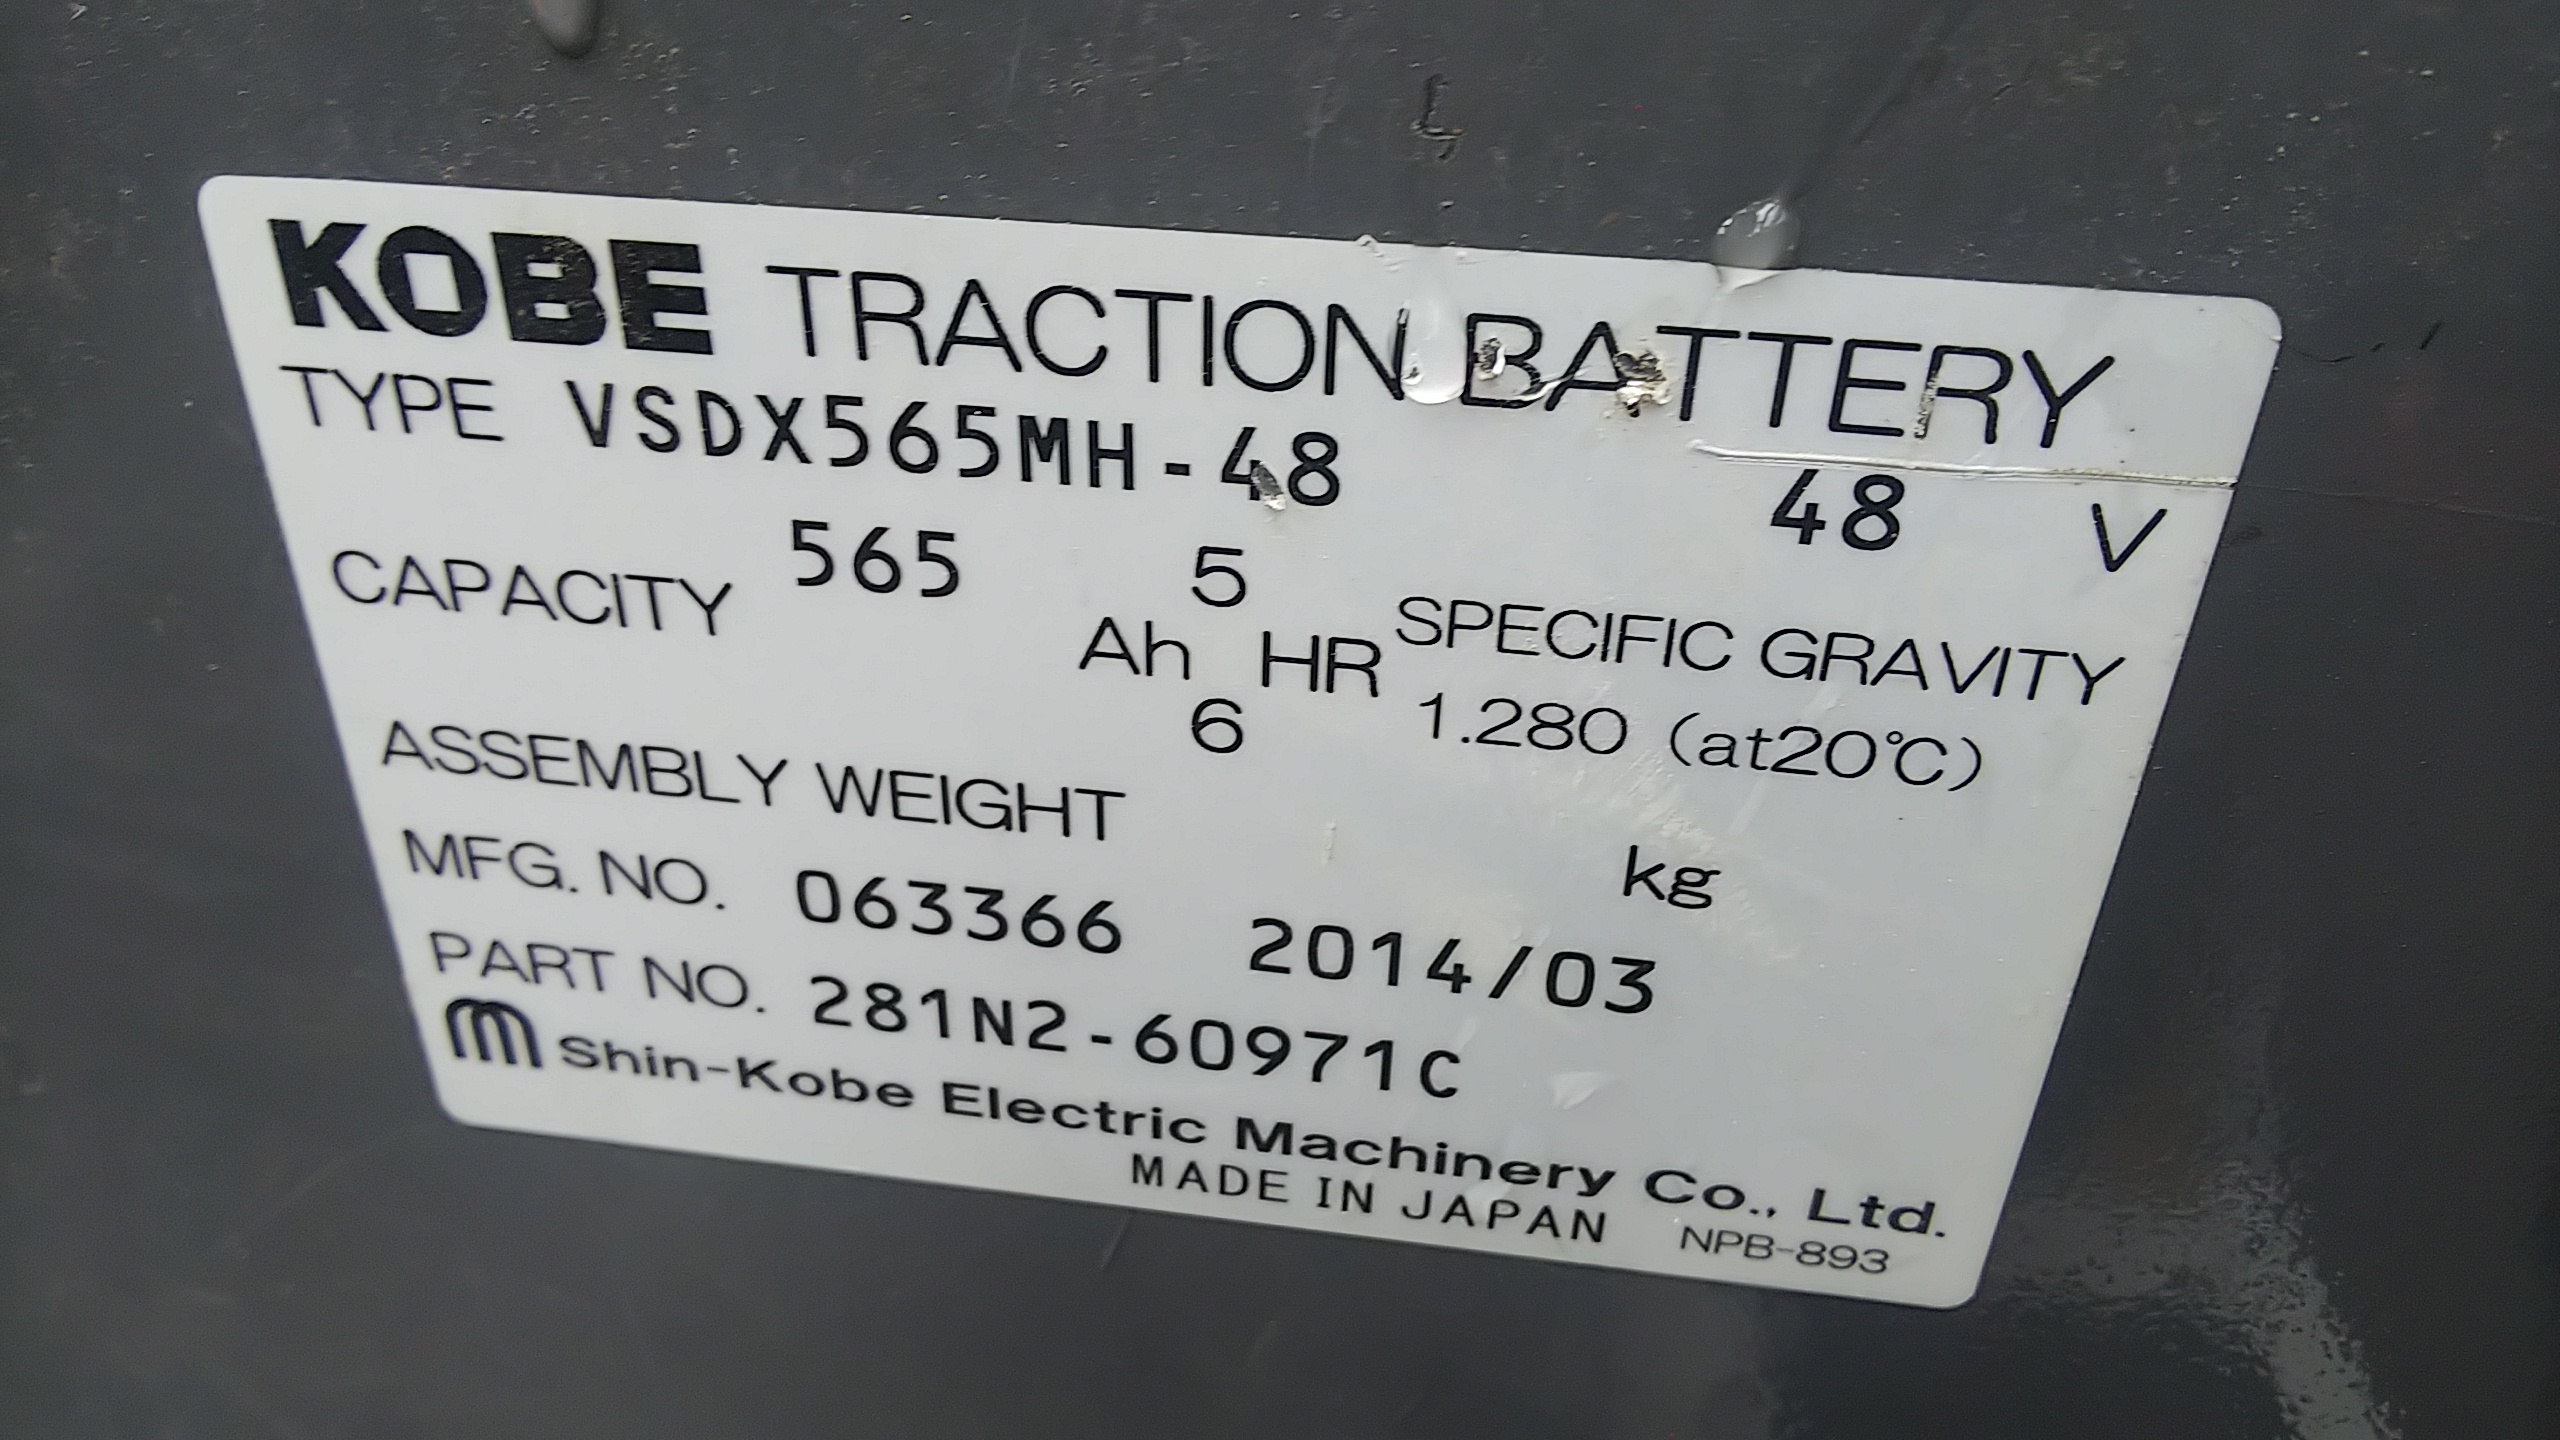 KOBE TRACTION BATTERY
TYPE VSDX565MH-48 48 V
CAPACITY 565 Ah 5 HR SPECIFIC GRAVITY
6 1.280 (at20℃)
ASSEMBLY WEIGHT kg
MFG. NO. 063366 2014/03
PART NO. 281N2-60971C
Shin-Kobe Electric Machinery Co., Ltd.
MADE IN JAPAN NPB-893